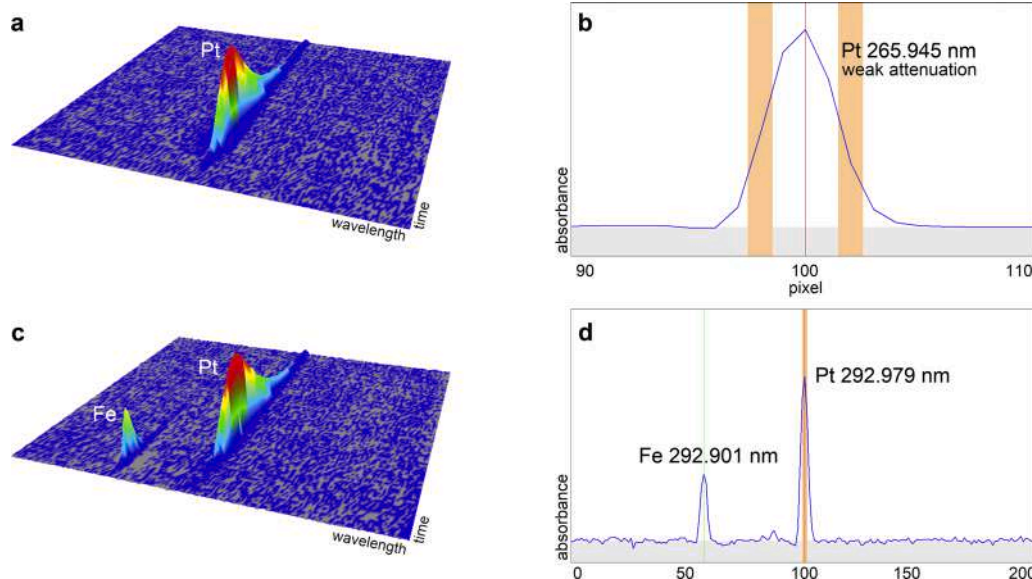 a
Pt
wavelength
time
b
Pt 265.945 nm
weak attenuation
absorbance
90
100
110
pixel
c
Pt
Fe
wavelength
time
d
Pt 292.979 nm
Fe 292.901 nm
absorbance
0
50
100
150
200